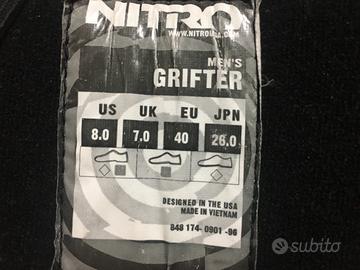 NITRO
WWW.NITROUSA.COM
MEN'S
GRIFTER
US UK EU JPN
8.0 7.0 40 26.0
DESIGNED IN THE USA
MADE IN VIETNAM
848 174- 0901 -96
subito